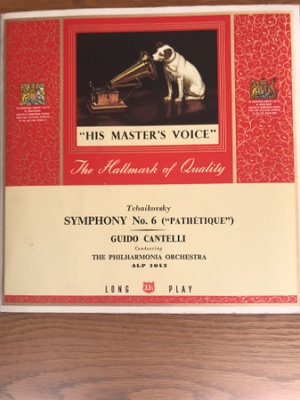 "HIS MASTER'S VOICE"
The Hallmark of Quality
Tchaikovsky
SYMPHONY No. 6 ("PATHÉTIQUE")
GUIDO CANTELLI
Conducting
THE PHILHARMONIA ORCHESTRA
ALP 1042
LONG 33⅓ PLAY